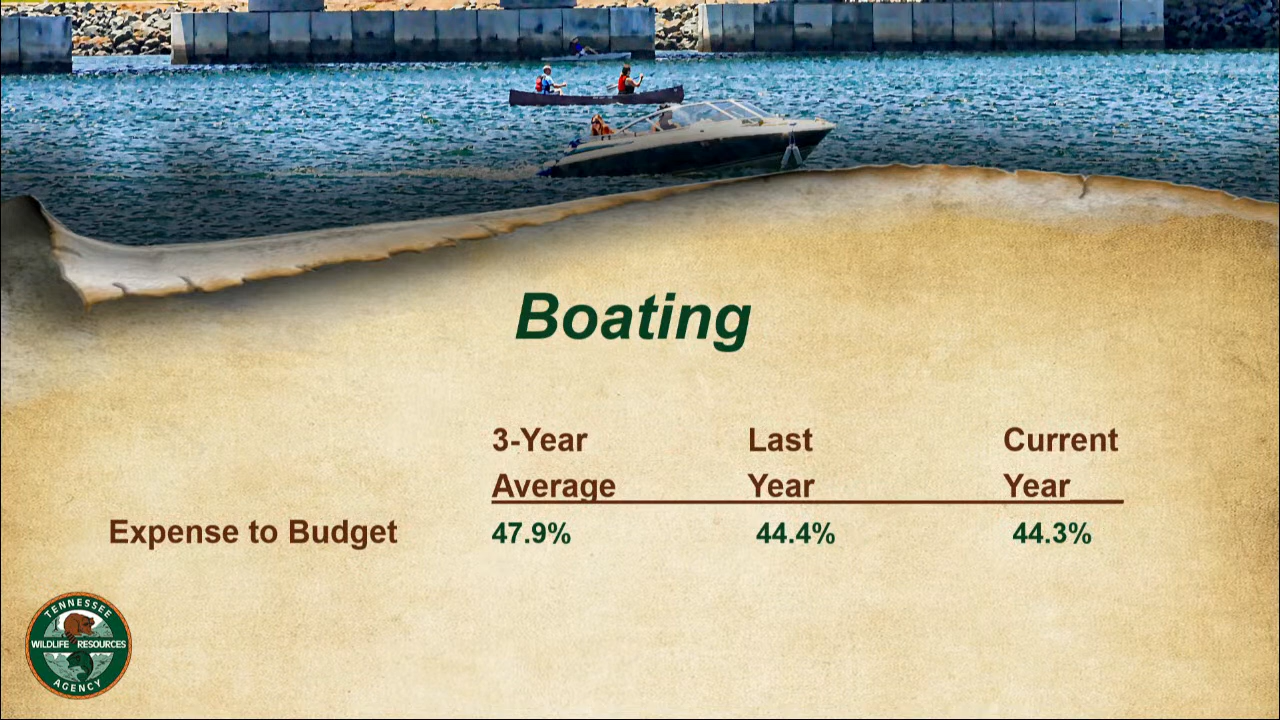 Boating
3-Year Average Last Year Current Year
Expense to Budget 47.9% 44.4% 44.3%
TENNESSEE
WILDLIFE RESOURCES
AGENCY